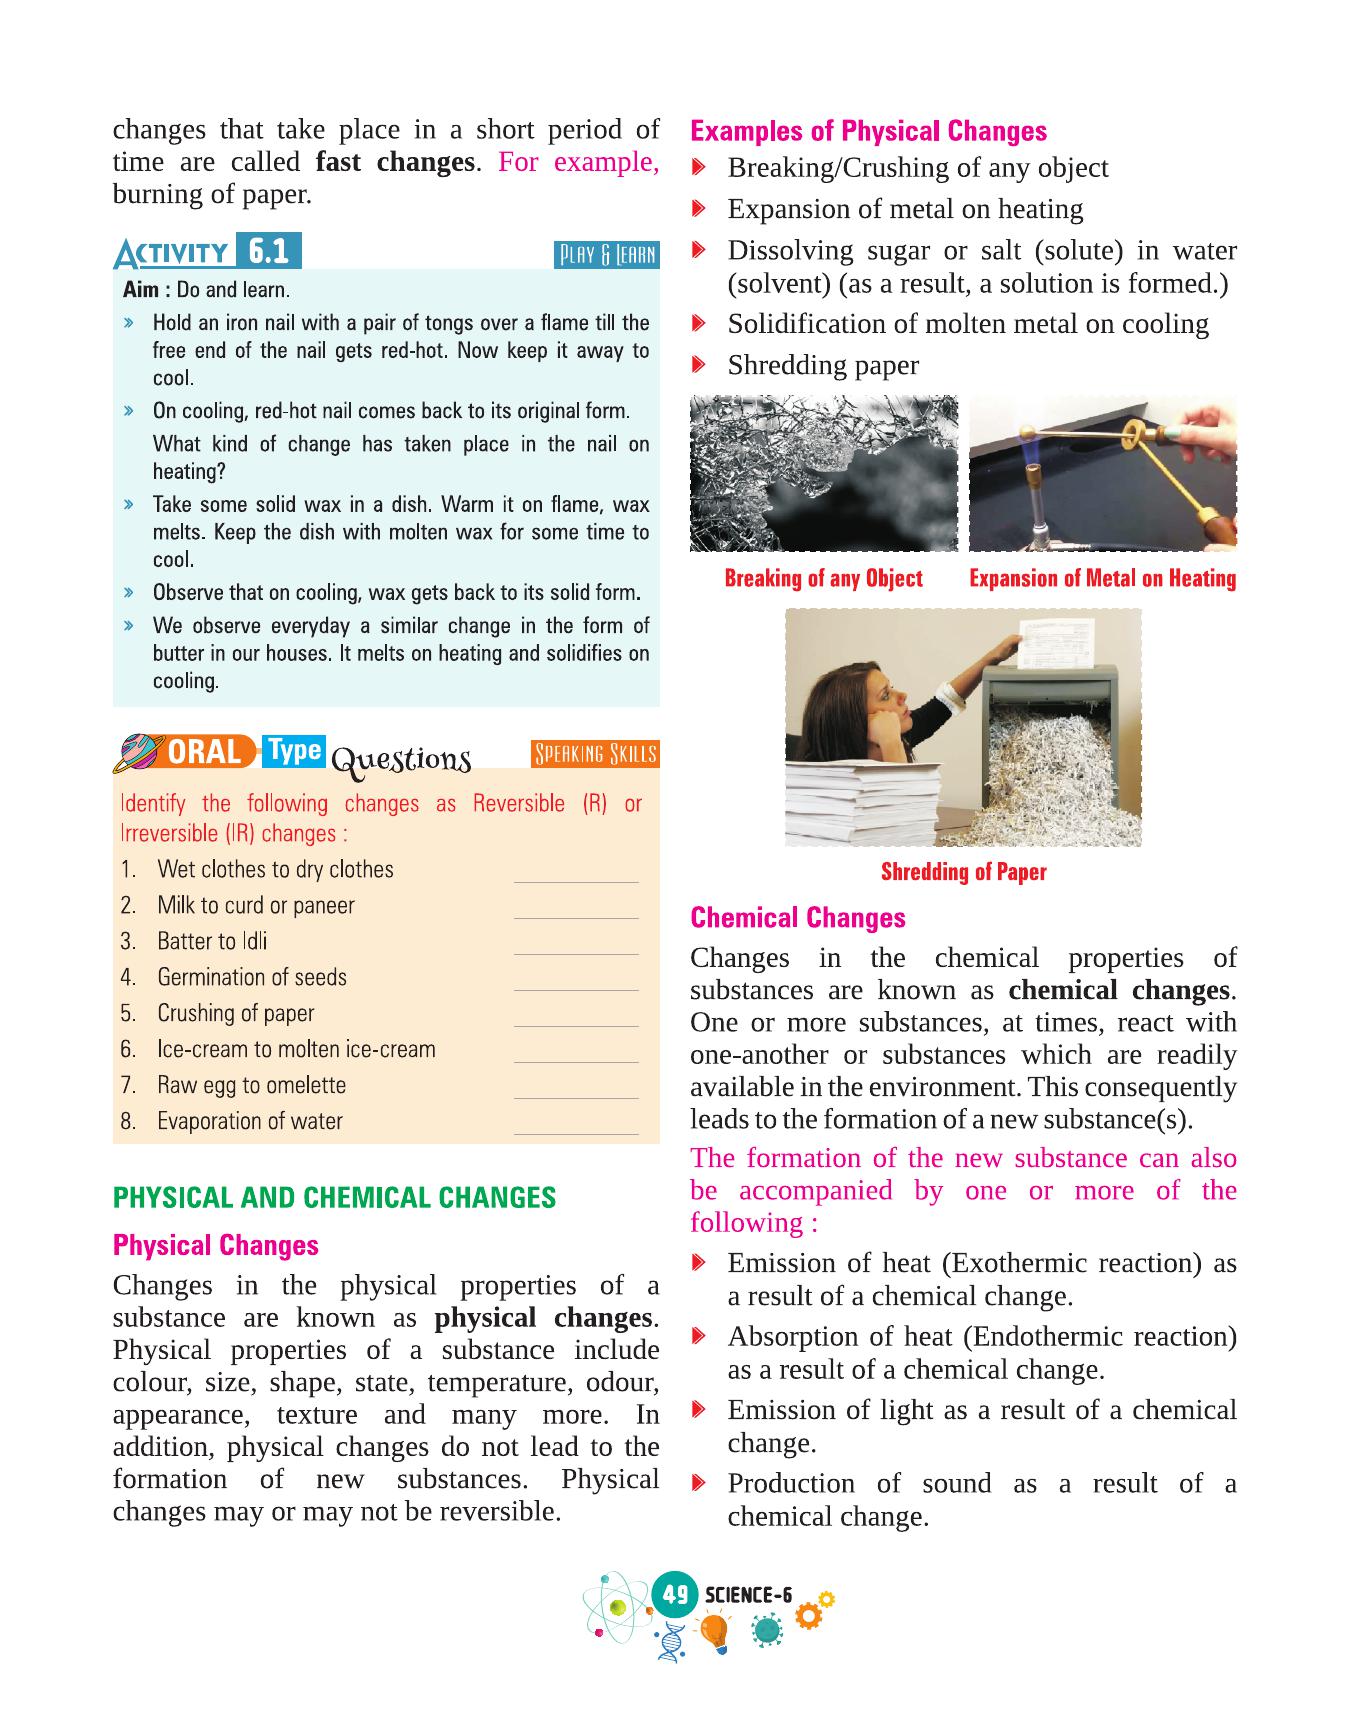 changes that take place in a short period of
time are called fast changes. For example,
burning of paper.
ACTIVITY 6.1
PLAY & LEARN
Aim : Do and learn.
» Hold an iron nail with a pair of tongs over a flame till the
free end of the nail gets red-hot. Now keep it away to
cool.
» On cooling, red-hot nail comes back to its original form.
What kind of change has taken place in the nail on
heating?
» Take some solid wax in a dish. Warm it on flame, wax
melts. Keep the dish with molten wax for some time to
cool.
» Observe that on cooling, wax gets back to its solid form.
» We observe everyday a similar change in the form of
butter in our houses. It melts on heating and solidifies on
cooling.
ORAL Type Questions
SPEAKING SKILLS
Identify the following changes as Reversible (R) or
Irreversible (IR) changes :
1. Wet clothes to dry clothes
2. Milk to curd or paneer
3. Batter to Idli
4. Germination of seeds
5. Crushing of paper
6. Ice-cream to molten ice-cream
7. Raw egg to omelette
8. Evaporation of water
PHYSICAL AND CHEMICAL CHANGES
Physical Changes
Changes in the physical properties of a
substance are known as physical changes.
Physical properties of a substance include
colour, size, shape, state, temperature, odour,
appearance, texture and many more. In
addition, physical changes do not lead to the
formation of new substances. Physical
changes may or may not be reversible.
Examples of Physical Changes
Breaking/Crushing of any object
Expansion of metal on heating
Dissolving sugar or salt (solute) in water
(solvent) (as a result, a solution is formed.)
Solidification of molten metal on cooling
Shredding paper
Breaking of any Object
Expansion of Metal on Heating
Shredding of Paper
Chemical Changes
Changes in the chemical properties of
substances are known as chemical changes.
One or more substances, at times, react with
one-another or substances which are readily
available in the environment. This consequently
leads to the formation of a new substance(s).
The formation of the new substance can also
be accompanied by one or more of the
following :
Emission of heat (Exothermic reaction) as
a result of a chemical change.
Absorption of heat (Endothermic reaction)
as a result of a chemical change.
Emission of light as a result of a chemical
change.
Production of sound as a result of a
chemical change.
49 SCIENCE-6